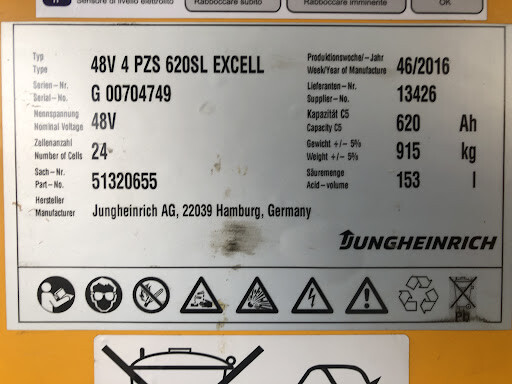 Sensore di livello elettrolito Rabboccare subito Rabboccare imminente OK
Typ
Type 48V 4 PZS 620SL EXCELL Produktionswoche/- Jahr
Week/Year of Manufacture 46/2016
Serien-Nr.
Serial-No. G 00704749 Lieferanten-Nr.
Supplier-No. 13426
Nennspannung
Nominal Voltage 48V Kapazität C5
Capacity C5 620 Ah
Zellenanzahl
Number of Cells 24 Gewicht +/- 5%
Weight +/- 5% 915 kg
Sach-Nr.
Part-No. 51320655 Säuremenge
Acid-volume 153 l
Hersteller
Manufacturer Jungheinrich AG, 22039 Hamburg, Germany
JUNGHEINRICH
Pb